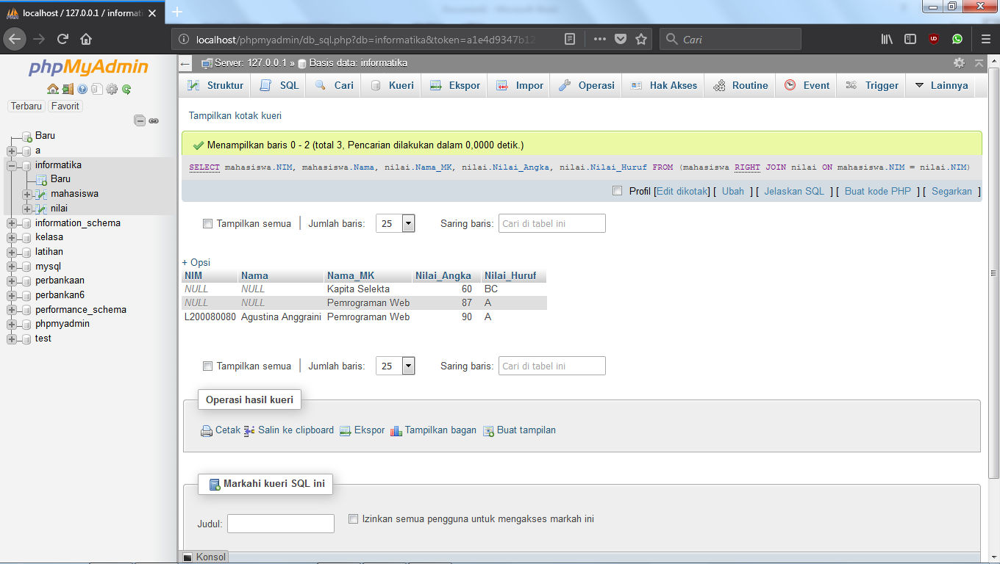 localhost / 127.0.0.1 / informati
localhost/phpmyadmin/db_sql.php?db=informatika&token=a1e4d9347b12
Cari
phpMyAdmin
Terbaru Favorit
Baru
a
informatika
Baru
mahasiswa
nilai
information_schema
kelasa
latihan
mysql
perbankaan
perbankan6
performance_schema
phpmyadmin
test
Server: 127.0.0.1 » Basis data: informatika
Struktur SQL Cari Kueri Ekspor Impor Operasi Hak Akses Routine Event Trigger Lainnya
Tampilkan kotak kueri
Menampilkan baris 0 - 2 (total 3, Pencarian dilakukan dalam 0,0000 detik.)
SELECT mahasiswa.NIM, mahasiswa.Nama, nilai.Nama_MK, nilai.Nilai_Angka, nilai.Nilai_Huruf FROM (mahasiswa RIGHT JOIN nilai ON mahasiswa.NIM = nilai.NIM)
Profil [Edit dikotak] [ Ubah ] [ Jelaskan SQL ] [ Buat kode PHP ] [ Segarkan ]
Tampilkan semua Jumlah baris: 25 Saring baris: Cari di tabel ini
+ Opsi
NIM Nama Nama_MK Nilai_Angka Nilai_Huruf
NULL NULL Kapita Selekta 60 BC
NULL NULL Pemrograman Web 87 A
L200080080 Agustina Anggraini Pemrograman Web 90 A
Tampilkan semua Jumlah baris: 25 Saring baris: Cari di tabel ini
Operasi hasil kueri
Cetak Salin ke clipboard Ekspor Tampilkan bagan Buat tampilan
Markahi kueri SQL ini
Judul: Izinkan semua pengguna untuk mengakses markah ini
Konsol